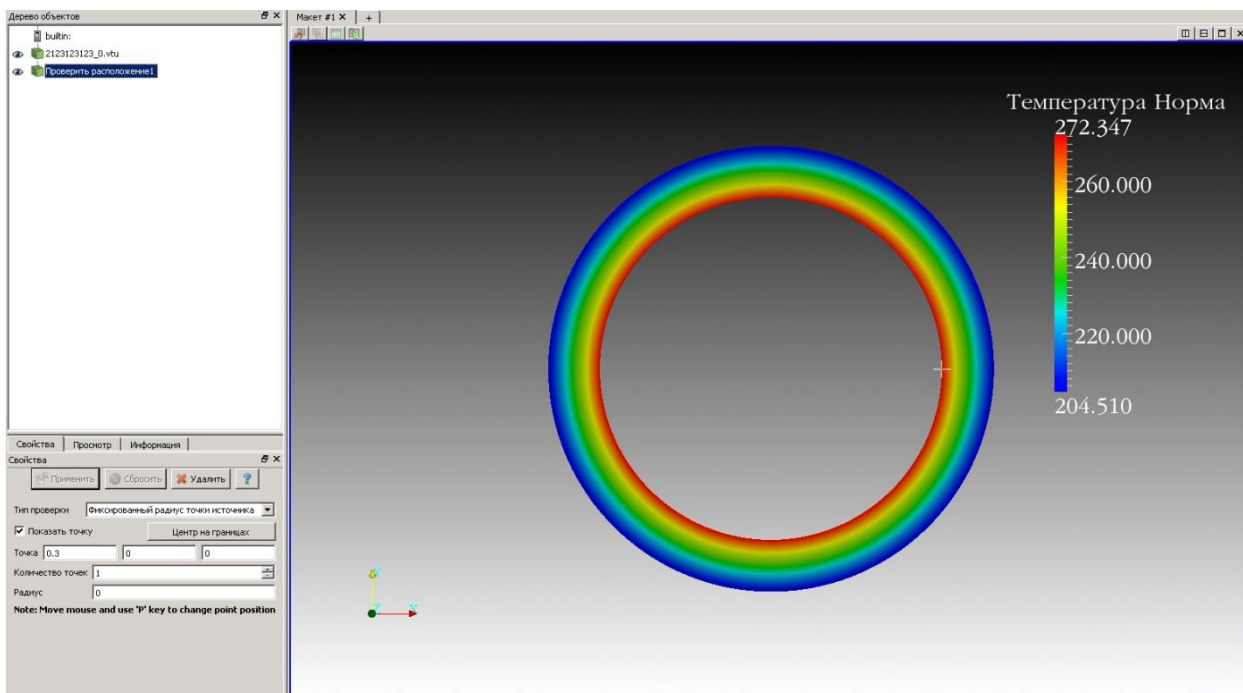 Дерево объектов
builtin:
2123123123_0.vtu
Проверить расположение1
Свойства Просмотр Информация
Свойства
Применить Сбросить Удалить ?
Тип проверки Фиксированный радиус точки источника
Показать точку Центр на границах
Точка 0.3 0 0
Количество точек 1
Радиус 0
Note: Move mouse and use 'P' key to change point position
Макет #1 X +
Температура Норма
272.347
260.000
240.000
220.000
204.510
Y
Z X